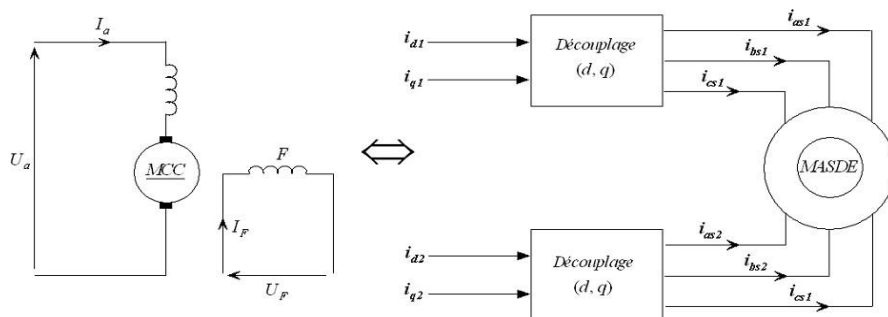 I_a
U_a
MCC
F
I_F
U_F
i_d1
i_q1
Découplage
(d, q)
i_as1
i_bs1
i_cs1
MASDE
i_d2
i_q2
Découplage
(d, q)
i_as2
i_bs2
i_cs1